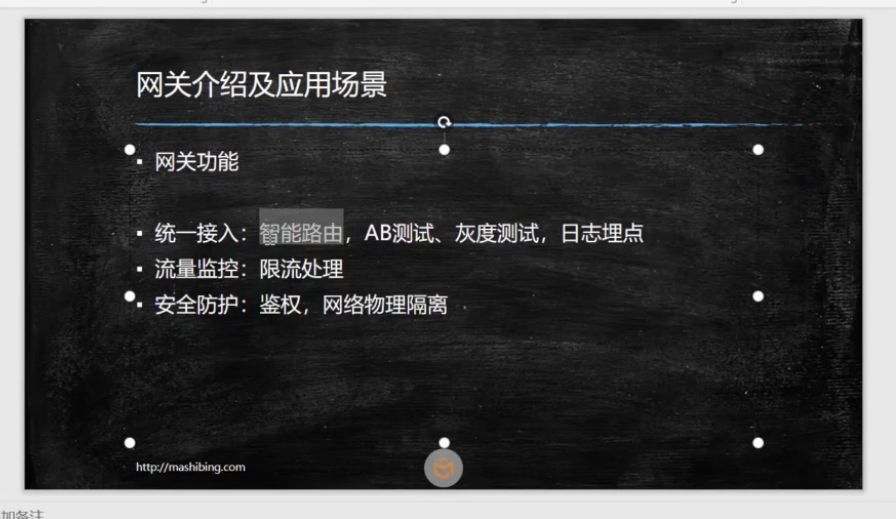 网关介绍及应用场景
▪ 网关功能
▪ 统一接入：智能路由，AB测试、灰度测试，日志埋点
▪ 流量监控：限流处理
▪ 安全防护：鉴权，网络物理隔离
http://mashibing.com
加备注